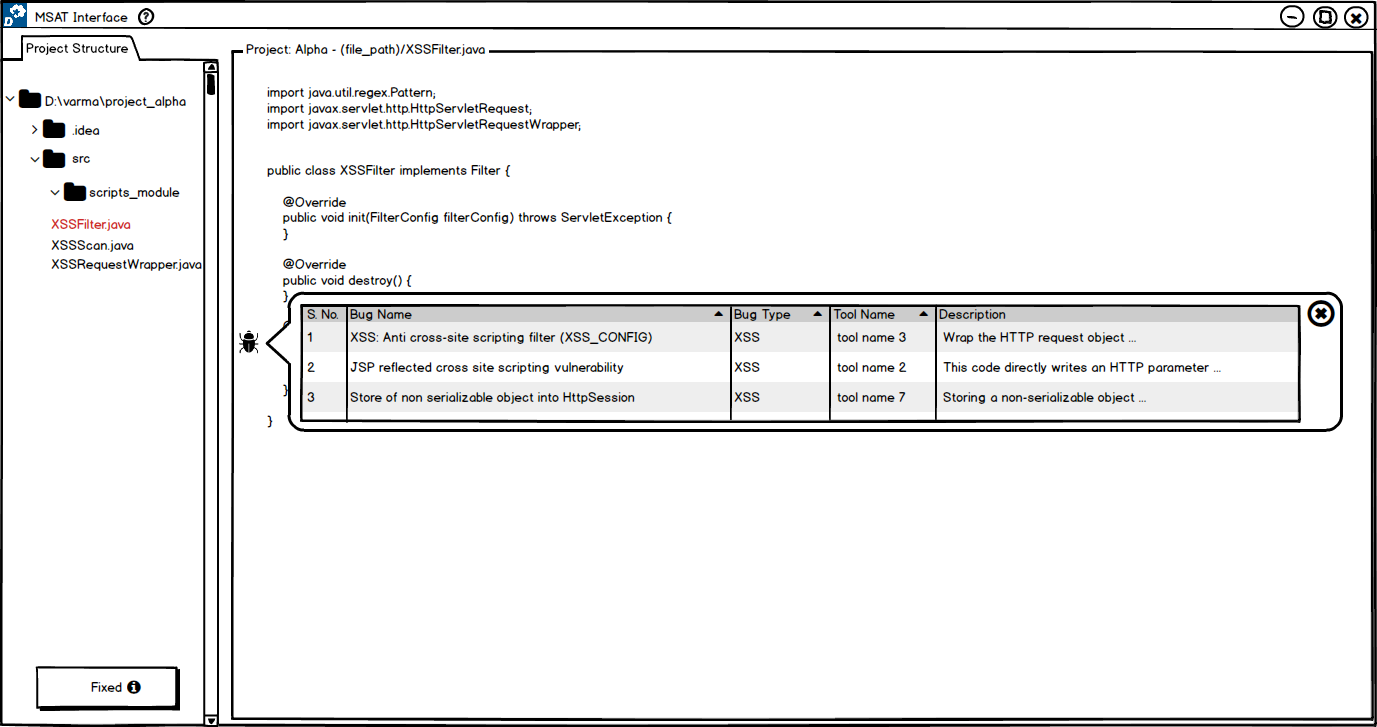 MSAT Interface ?
Project Structure
D:\varma\project_alpha
.idea
src
scripts_module
XSSFilter.java
XSSScan.java
XSSRequestWrapper.java
Fixed
Project: Alpha - (file_path)/XSSFilter.java
import java.util.regex.Pattern;
import javax.servlet.http.HttpServletRequest;
import javax.servlet.http.HttpServletRequestWrapper;
public class XSSFilter implements Filter {
@Override
public void init(FilterConfig filterConfig) throws ServletException {
}
@Override
public void destroy() {
}
S. No. Bug Name Bug Type Tool Name Description
1 XSS: Anti cross-site scripting filter (XSS_CONFIG) XSS tool name 3 Wrap the HTTP request object ...
2 JSP reflected cross site scripting vulnerability XSS tool name 2 This code directly writes an HTTP parameter ...
3 Store of non serializable object into HttpSession XSS tool name 7 Storing a non-serializable object ...
}
}